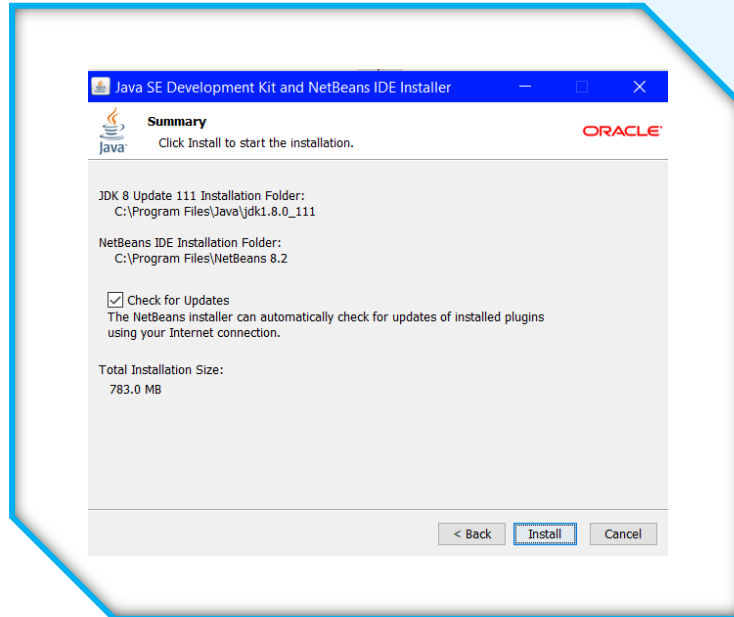 Java SE Development Kit and NetBeans IDE Installer
Summary
Click Install to start the installation.
Java
ORACLE
JDK 8 Update 111 Installation Folder:
C:\Program Files\Java\jdk1.8.0_111
NetBeans IDE Installation Folder:
C:\Program Files\NetBeans 8.2
Check for Updates
The NetBeans installer can automatically check for updates of installed plugins
using your Internet connection.
Total Installation Size:
783.0 MB
< Back Install Cancel